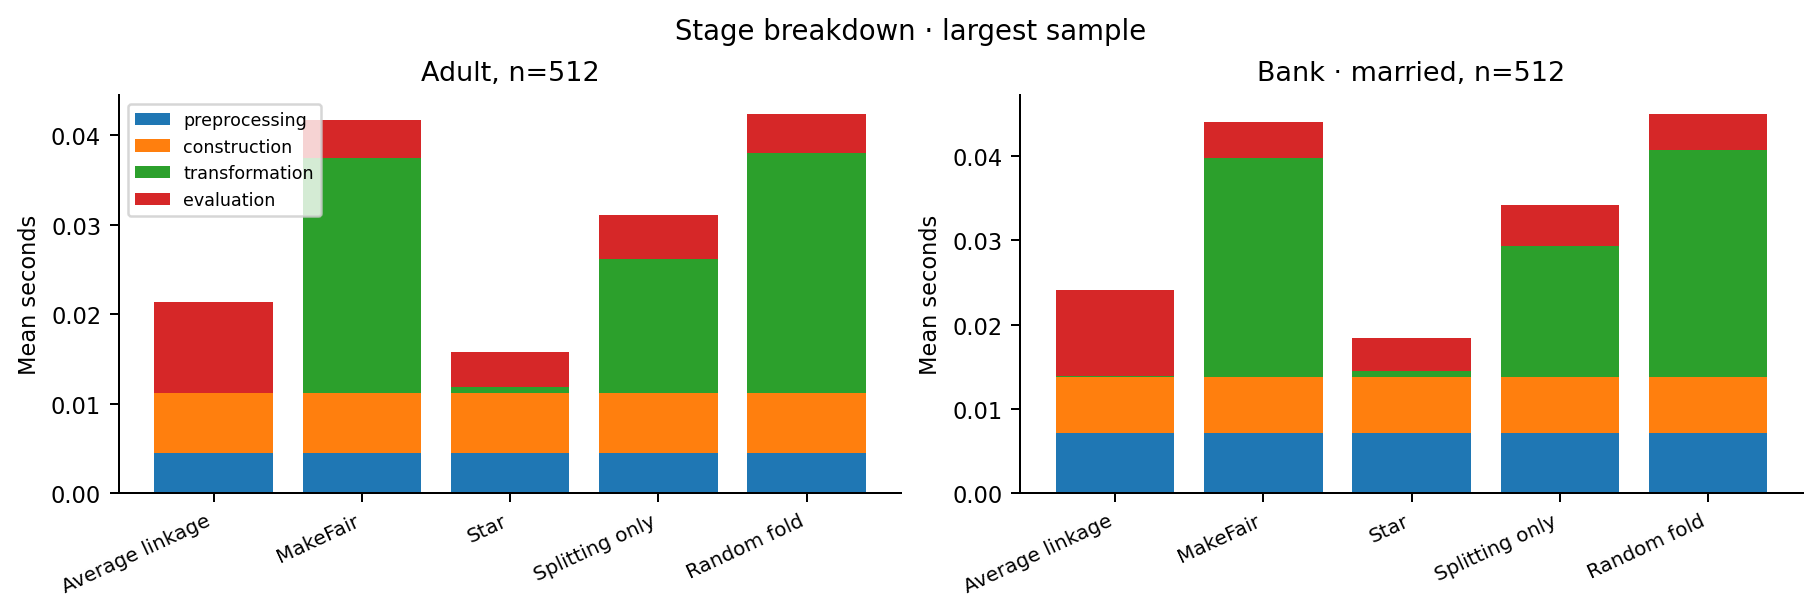 Stage breakdown · largest sample
Adult, n=512
Mean seconds
0.04
0.03
0.02
0.01
0.00
preprocessing
construction
transformation
evaluation
Average linkage
MakeFair
Star
Splitting only
Random fold
Bank · married, n=512
Mean seconds
0.04
0.03
0.02
0.01
0.00
Average linkage
MakeFair
Star
Splitting only
Random fold